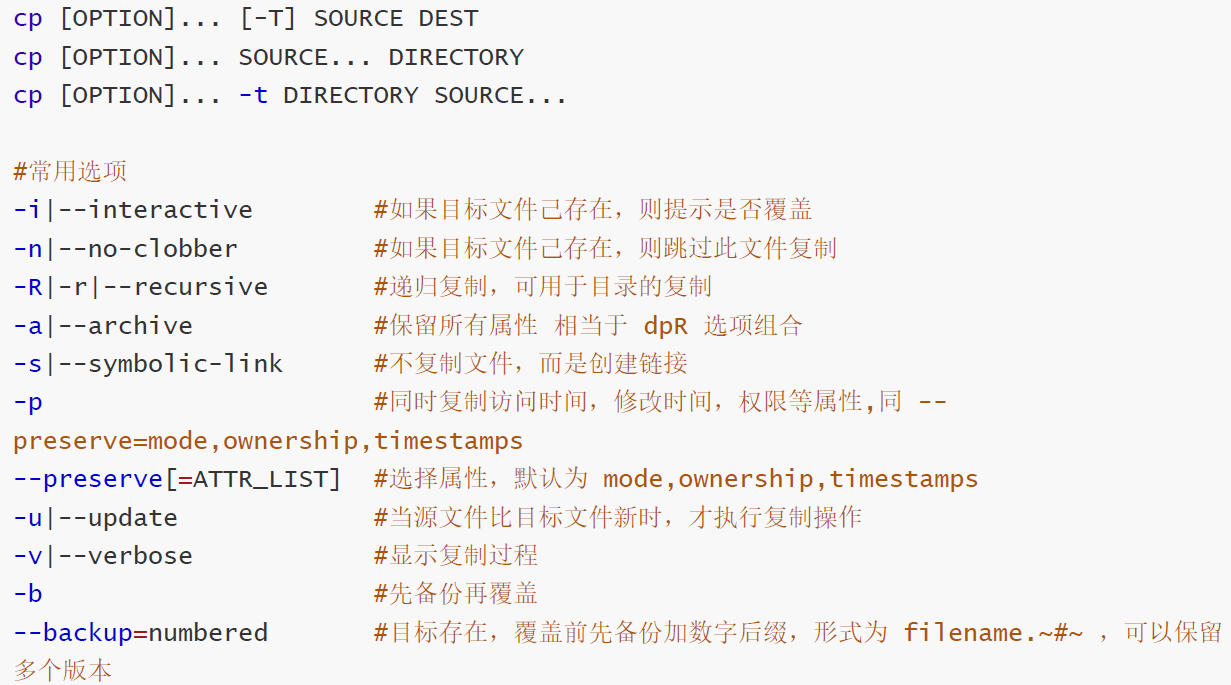 cp [OPTION]... [-T] SOURCE DEST
cp [OPTION]... SOURCE... DIRECTORY
cp [OPTION]... -t DIRECTORY SOURCE...
#常用选项
-i|--interactive #如果目标文件己存在，则提示是否覆盖
-n|--no-clobber #如果目标文件己存在，则跳过此文件复制
-R|-r|--recursive #递归复制，可用于目录的复制
-a|--archive #保留所有属性 相当于 dpR 选项组合
-s|--symbolic-link #不复制文件，而是创建链接
-p #同时复制访问时间，修改时间，权限等属性,同 --
preserve=mode,ownership,timestamps
--preserve[=ATTR_LIST] #选择属性，默认为 mode,ownership,timestamps
-u|--update #当源文件比目标文件新时，才执行复制操作
-v|--verbose #显示复制过程
-b #先备份再覆盖
--backup=numbered #目标存在，覆盖前先备份加数字后缀，形式为 filename.~#~ ，可以保留
多个版本